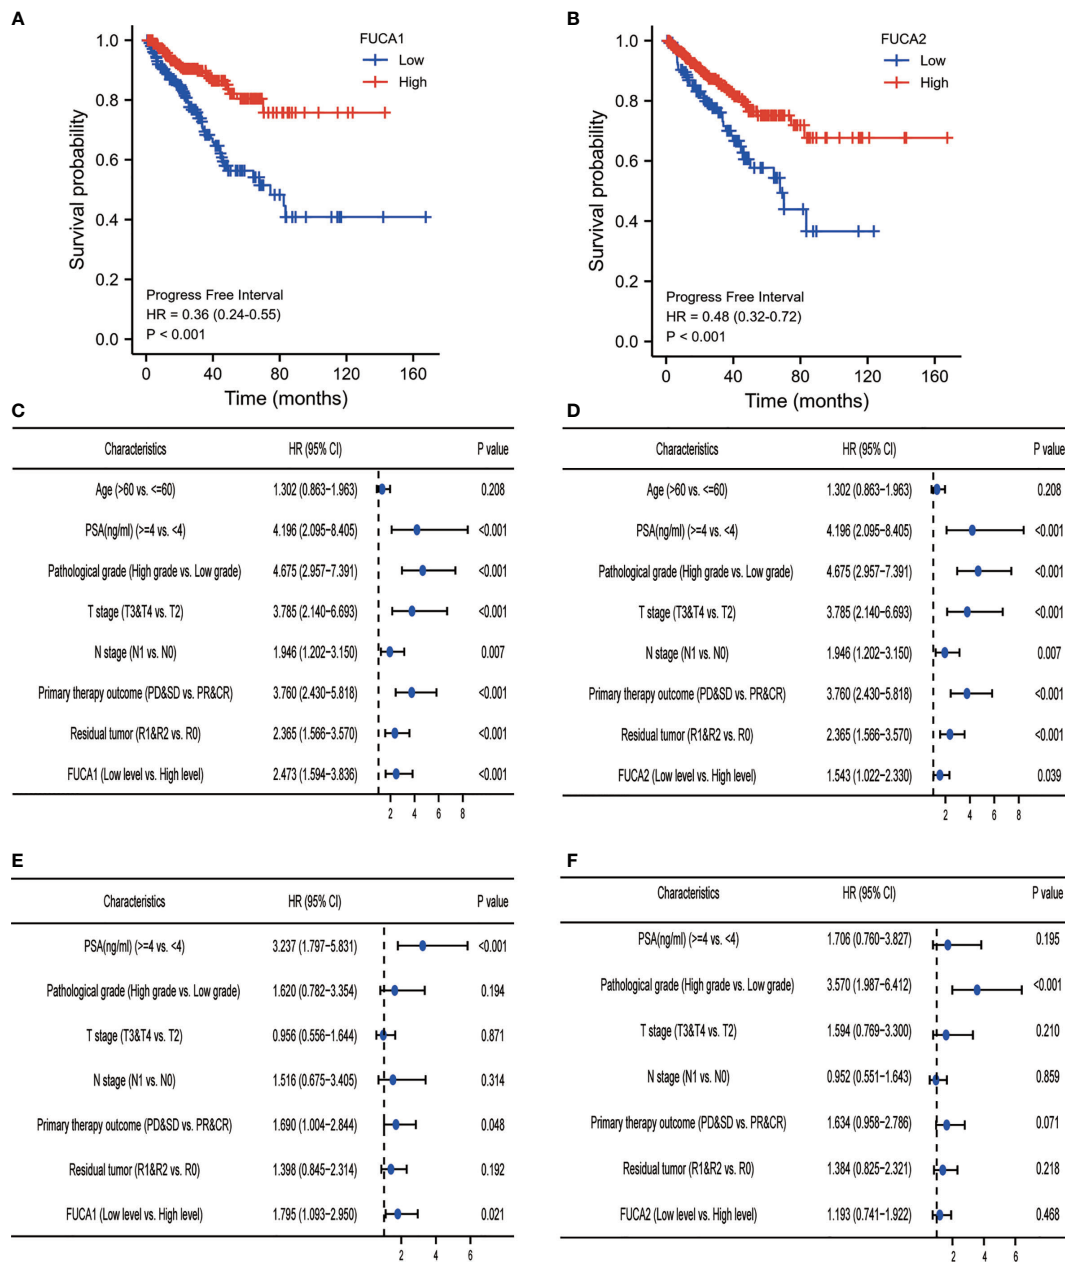 A
FUCA1
Low
High
1.0
0.8
0.6
0.4
0.2
0.0
Survival probability
Progress Free Interval
HR = 0.36 (0.24-0.55)
P < 0.001
0 40 80 120 160
Time (months)
B
FUCA2
Low
High
1.0
0.8
0.6
0.4
0.2
0.0
Survival probability
Progress Free Interval
HR = 0.48 (0.32-0.72)
P < 0.001
0 40 80 120 160
Time (months)
C
Characteristics HR (95% CI) P value
Age (>60 vs. <=60) 1.302 (0.863−1.963) 0.208
PSA(ng/ml) (>=4 vs. <4) 4.196 (2.095−8.405) <0.001
Pathological grade (High grade vs. Low grade) 4.675 (2.957−7.391) <0.001
T stage (T3&T4 vs. T2) 3.785 (2.140−6.693) <0.001
N stage (N1 vs. N0) 1.946 (1.202−3.150) 0.007
Primary therapy outcome (PD&SD vs. PR&CR) 3.760 (2.430−5.818) <0.001
Residual tumor (R1&R2 vs. R0) 2.365 (1.566−3.570) <0.001
FUCA1 (Low level vs. High level) 2.473 (1.594−3.836) <0.001
2 4 6 8
D
Characteristics HR (95% CI) P value
Age (>60 vs. <=60) 1.302 (0.863−1.963) 0.208
PSA(ng/ml) (>=4 vs. <4) 4.196 (2.095−8.405) <0.001
Pathological grade (High grade vs. Low grade) 4.675 (2.957−7.391) <0.001
T stage (T3&T4 vs. T2) 3.785 (2.140−6.693) <0.001
N stage (N1 vs. N0) 1.946 (1.202−3.150) 0.007
Primary therapy outcome (PD&SD vs. PR&CR) 3.760 (2.430−5.818) <0.001
Residual tumor (R1&R2 vs. R0) 2.365 (1.566−3.570) <0.001
FUCA2 (Low level vs. High level) 1.543 (1.022−2.330) 0.039
2 4 6 8
E
Characteristics HR (95% CI) P value
PSA(ng/ml) (>=4 vs. <4) 3.237 (1.797−5.831) <0.001
Pathological grade (High grade vs. Low grade) 1.620 (0.782−3.354) 0.194
T stage (T3&T4 vs. T2) 0.956 (0.556−1.644) 0.871
N stage (N1 vs. N0) 1.516 (0.675−3.405) 0.314
Primary therapy outcome (PD&SD vs. PR&CR) 1.690 (1.004−2.844) 0.048
Residual tumor (R1&R2 vs. R0) 1.398 (0.845−2.314) 0.192
FUCA1 (Low level vs. High level) 1.795 (1.093−2.950) 0.021
2 4 6
F
Characteristics HR (95% CI) P value
PSA(ng/ml) (>=4 vs. <4) 1.706 (0.760−3.827) 0.195
Pathological grade (High grade vs. Low grade) 3.570 (1.987−6.412) <0.001
T stage (T3&T4 vs. T2) 1.594 (0.769−3.300) 0.210
N stage (N1 vs. N0) 0.952 (0.551−1.643) 0.859
Primary therapy outcome (PD&SD vs. PR&CR) 1.634 (0.958−2.786) 0.071
Residual tumor (R1&R2 vs. R0) 1.384 (0.825−2.321) 0.218
FUCA2 (Low level vs. High level) 1.193 (0.741−1.922) 0.468
2 4 6